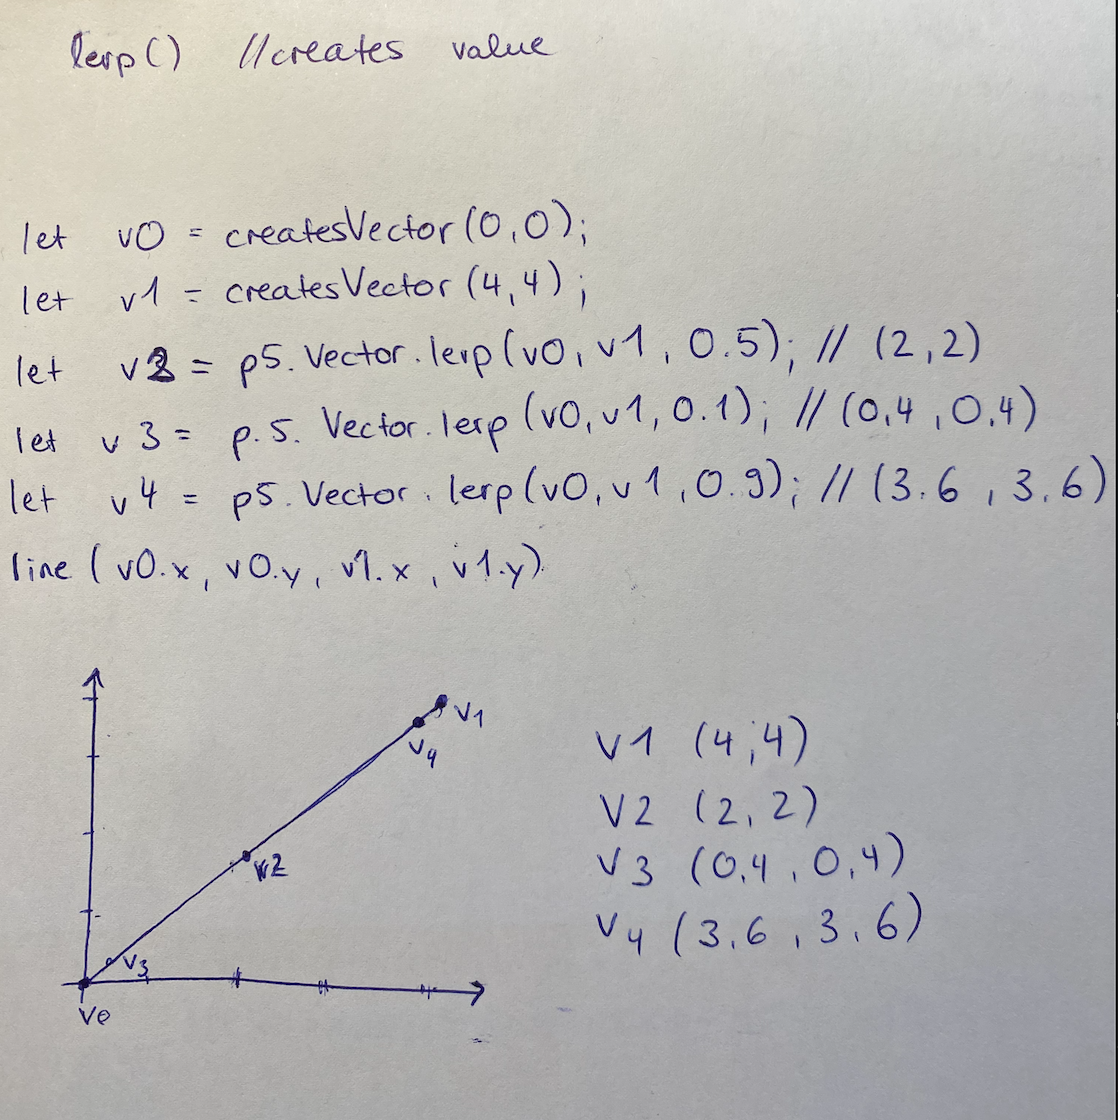 lerp() //creates value
let v0 = createsVector(0,0);
let v1 = createsVector(4,4);
let v2 = p5.Vector.lerp(v0,v1,0.5); // (2,2)
let v3 = p.5. Vector.lerp(v0,v1,0.1); // (0,4,0,4)
let v4 = p5.Vector.lerp(v0,v1,0.9); // (3.6,3.6)
line (v0.x, v0.y, v1.x, v1.y)
v1
v4
v2
v3
v0
v1 (4,4)
v2 (2,2)
v3 (0,4,0,4)
v4 (3.6,3.6)